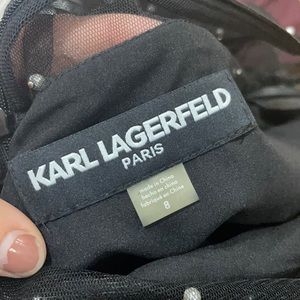 KARL LAGERFELD
PARIS
made in China
hecho en china
fabriqué en Chine
8